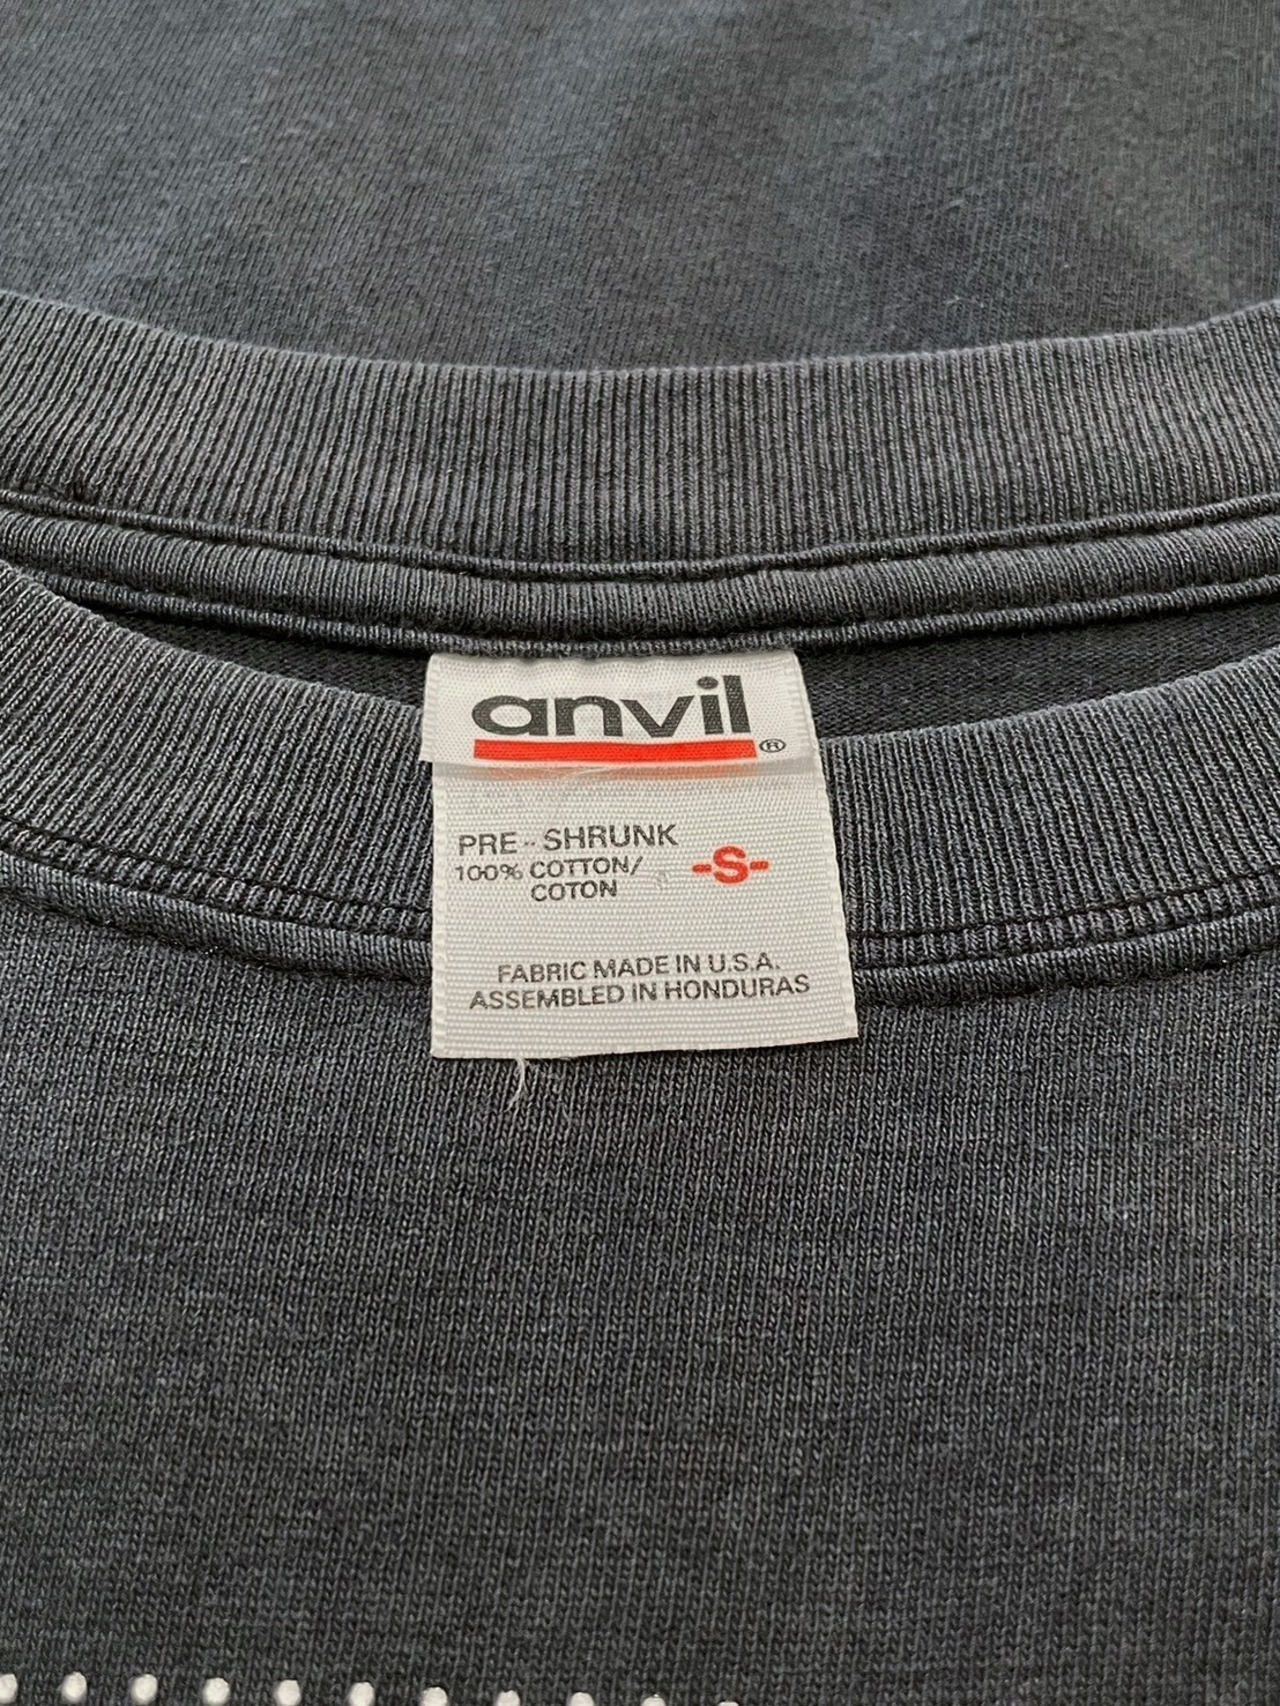 anvil®
PRE-SHRUNK
100% COTTON/
COTON
-S-
FABRIC MADE IN U.S.A.
ASSEMBLED IN HONDURAS